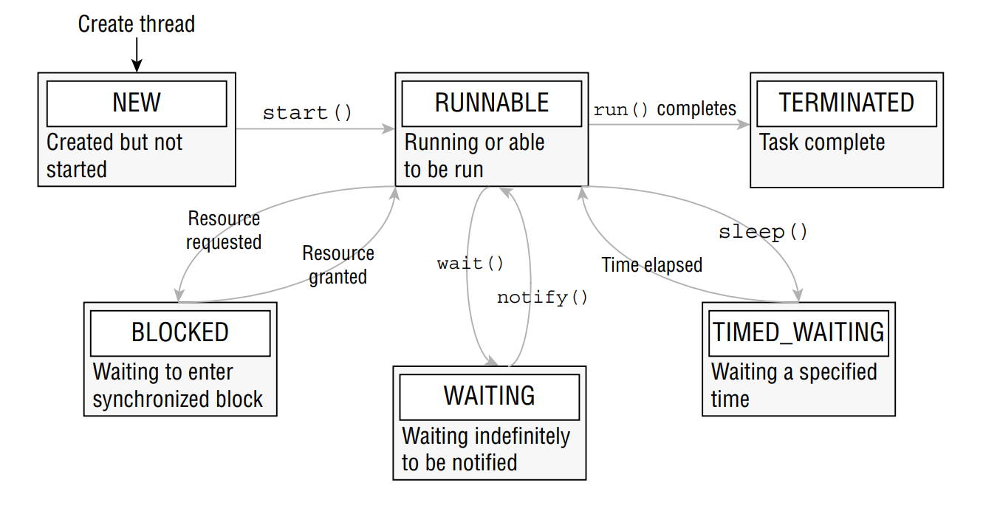 Create thread
NEW
Created but not
started
start()
RUNNABLE
Running or able
to be run
run() completes
TERMINATED
Task complete
Resource
requested
Resource
granted
wait()
notify()
sleep()
Time elapsed
BLOCKED
Waiting to enter
synchronized block
WAITING
Waiting indefinitely
to be notified
TIMED_WAITING
Waiting a specified
time